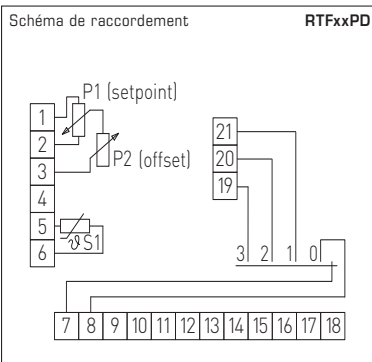 Schéma de raccordement RTFxxPD
P1 (setpoint)
1
2
3
4
5
6
P2 (offset)
ϑ S1
21
20
19
3 2 1 0
7 8 9 10 11 12 13 14 15 16 17 18